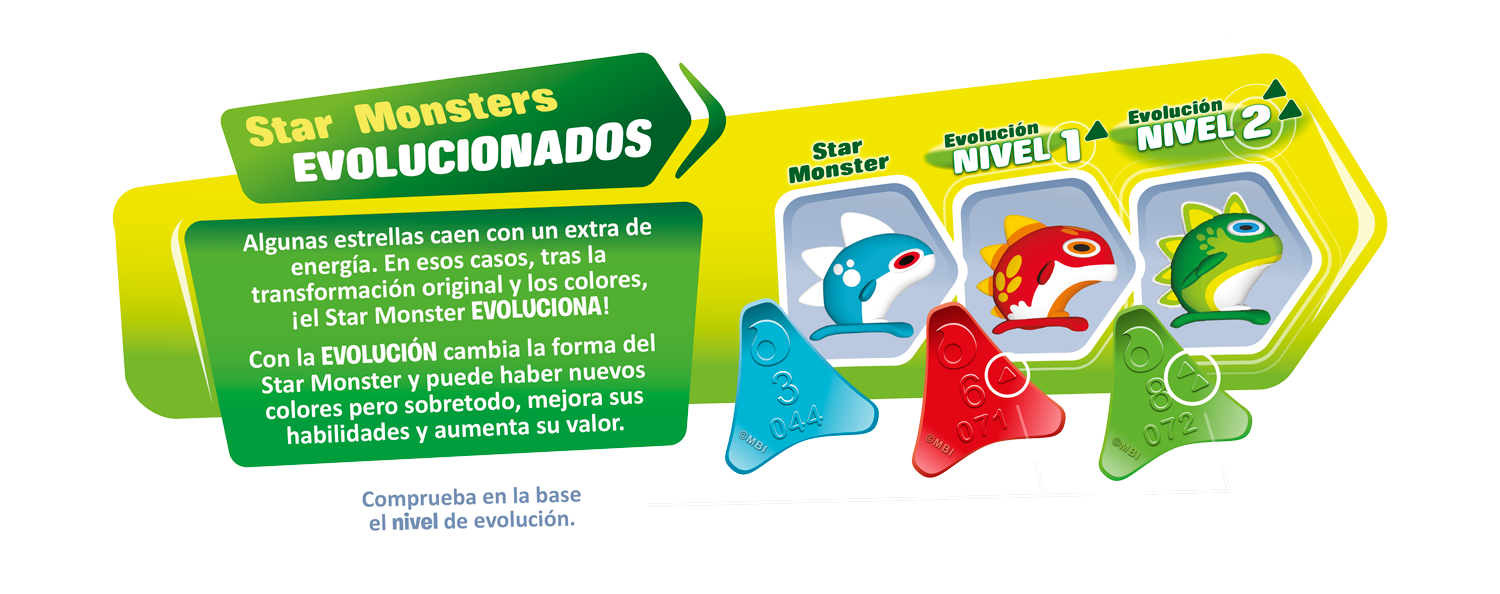 Star Monsters
EVOLUCIONADOS
Algunas estrellas caen con un extra de
energía. En esos casos, tras la
transformación original y los colores,
¡el Star Monster EVOLUCIONA!
Con la EVOLUCIÓN cambia la forma del
Star Monster y puede haber nuevos
colores pero sobretodo, mejora sus
habilidades y aumenta su valor.
Comprueba en la base
el nivel de evolución.
Star
Monster
Evolución
NIVEL 1
Evolución
NIVEL 2
3
044
©MBI
6
071
©MBI
8
072
©MBI